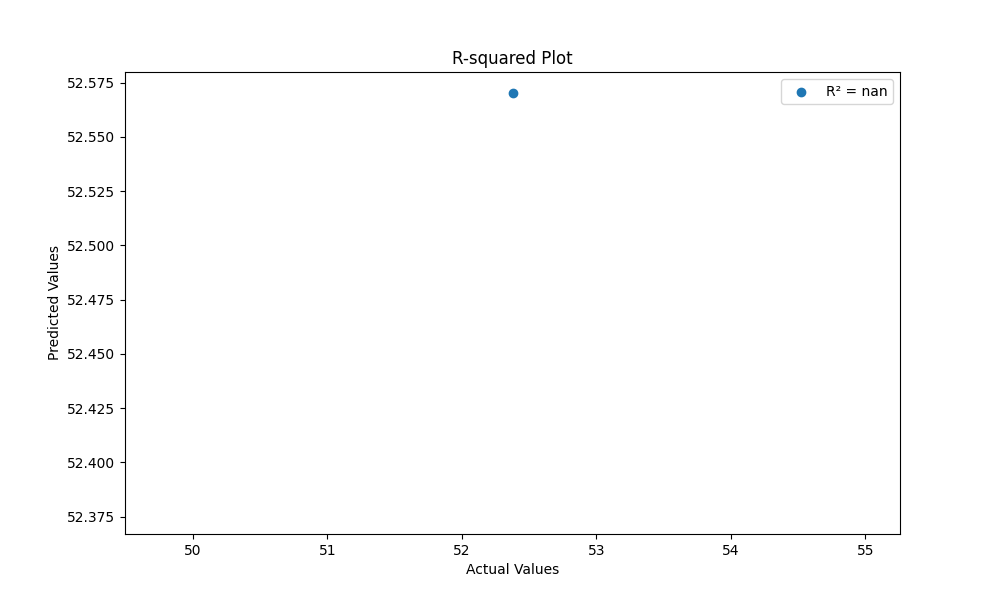 R-squared Plot
R² = nan
Predicted Values
52.575
52.550
52.525
52.500
52.475
52.450
52.425
52.400
52.375
50 51 52 53 54 55
Actual Values